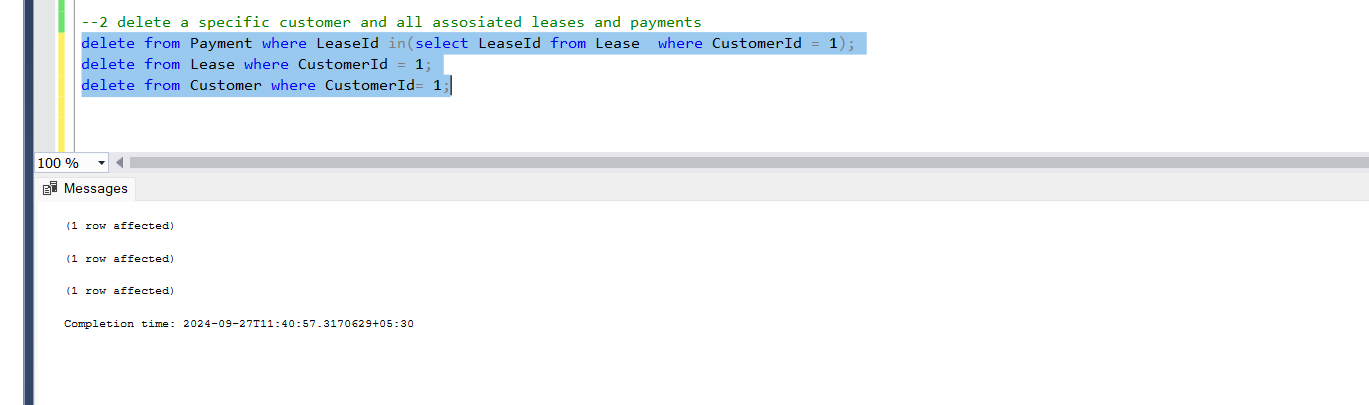 --2 delete a specific customer and all assosiated leases and payments
delete from Payment where LeaseId in(select LeaseId from Lease  where CustomerId = 1);
delete from Lease where CustomerId = 1;
delete from Customer where CustomerId= 1;
100 %
Messages
(1 row affected)
(1 row affected)
(1 row affected)
Completion time: 2024-09-27T11:40:57.3170629+05:30